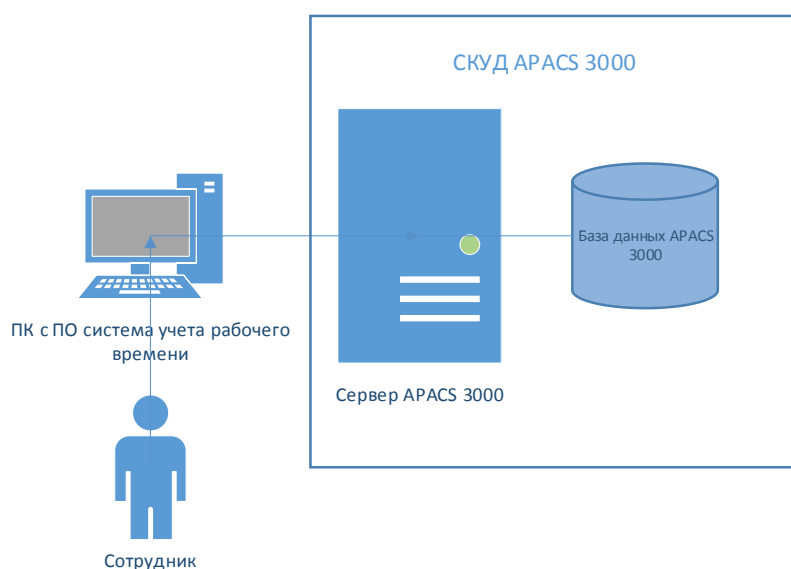 СКУД APACS 3000
База данных APACS
3000
ПК с ПО система учета рабочего
времени
Сервер APACS 3000
Сотрудник